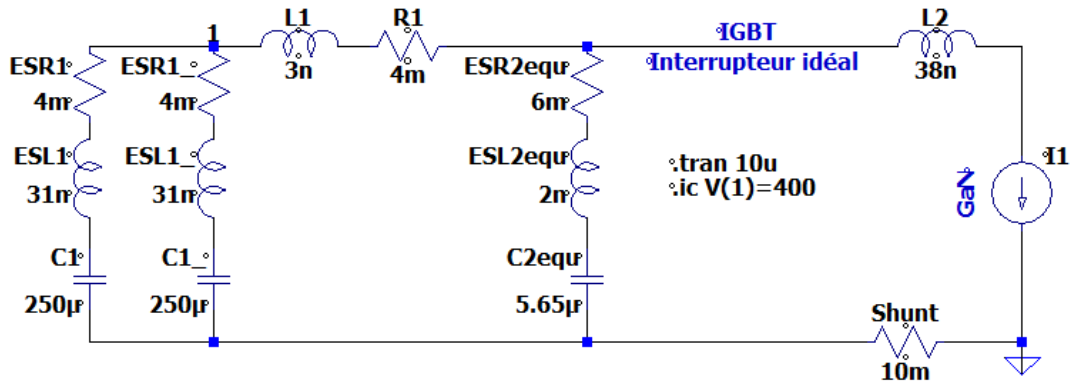 1
L1
3n
R1
4m
IGBT
Interrupteur idéal
L2
38n
ESR1
4m
ESR1_
4m
ESR2equ
6m
ESL1
31n
ESL1_
31n
ESL2equ
2n
.tran 10u
.ic V(1)=400
I1
GaN
C1
250µ
C1_
250µ
C2equ
5.65µ
Shunt
10m